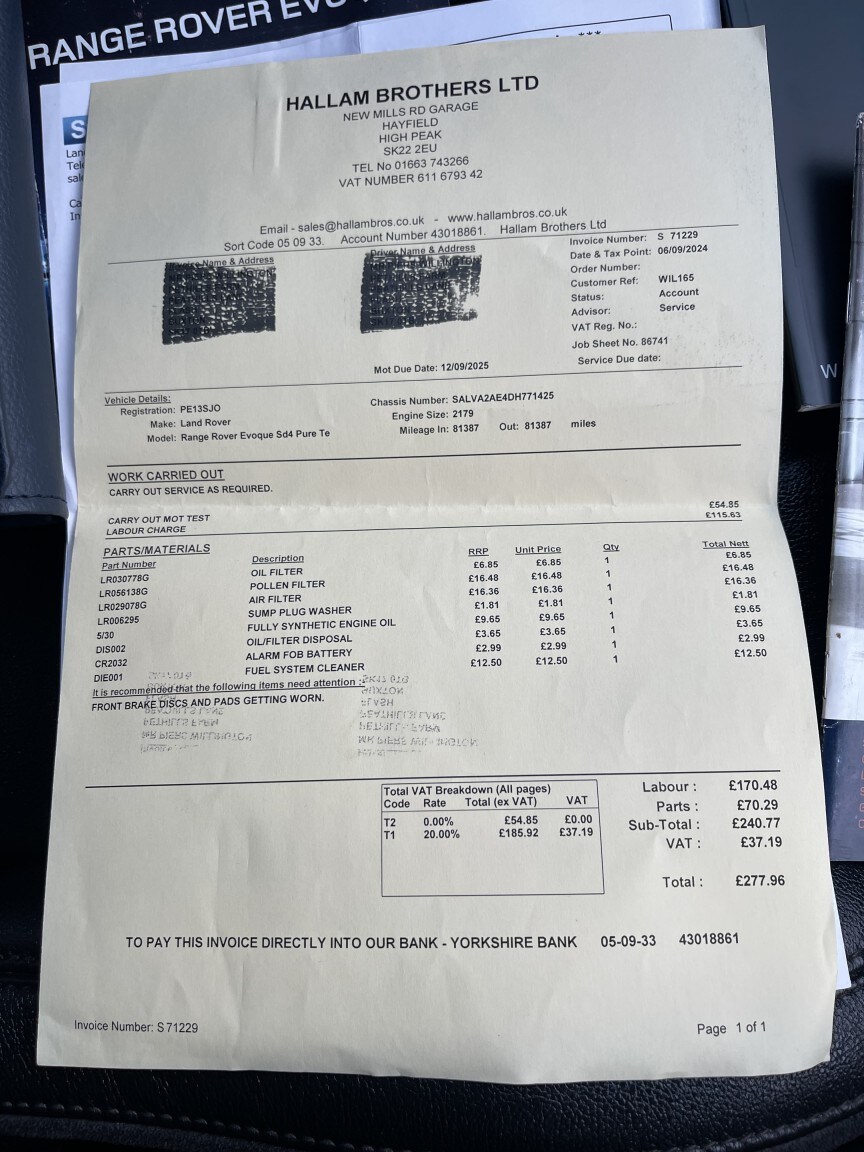 RANGE ROVER EVO
***
S
Lan
Tel
sal
Ca
In
HALLAM BROTHERS LTD
NEW MILLS RD GARAGE
HAYFIELD
HIGH PEAK
SK22 2EU
TEL No 01663 743266
VAT NUMBER 611 6793 42
Email - sales@hallambros.co.uk - www.hallambros.co.uk
Sort Code 05 09 33. Account Number 43018861. Hallam Brothers Ltd
Name & Address
Driver Name & Address
Invoice Number: S 71229
Date & Tax Point: 06/09/2024
Order Number:
Customer Ref: WIL165
Status: Account
Advisor: Service
VAT Reg. No.:
Job Sheet No. 86741
Mot Due Date: 12/09/2025
Service Due date:
W
Vehicle Details:
Registration: PE13SJO
Make: Land Rover
Model: Range Rover Evoque Sd4 Pure Te
Chassis Number: SALVA2AE4DH771425
Engine Size: 2179
Mileage In: 81387 Out: 81387 miles
WORK CARRIED OUT
CARRY OUT SERVICE AS REQUIRED.
CARRY OUT MOT TEST £54.85
LABOUR CHARGE £115.63
PARTS/MATERIALS
Part Number Description RRP Unit Price Qty Total Nett
LR030778G OIL FILTER £6.85 £6.85 1 £6.85
LR056138G POLLEN FILTER £16.48 £16.48 1 £16.48
LR029078G AIR FILTER £16.36 £16.36 1 £16.36
LR006295 SUMP PLUG WASHER £1.81 £1.81 1 £1.81
5/30 FULLY SYNTHETIC ENGINE OIL £9.65 £9.65 1 £9.65
DIS002 OIL/FILTER DISPOSAL £3.65 £3.65 1 £3.65
CR2032 ALARM FOB BATTERY £2.99 £2.99 1 £2.99
DIE001 FUEL SYSTEM CLEANER £12.50 £12.50 1 £12.50
It is recommended that the following items need attention :-
FRONT BRAKE DISCS AND PADS GETTING WORN.
Total VAT Breakdown (All pages)
Code Rate Total (ex VAT) VAT
T2 0.00% £54.85 £0.00
T1 20.00% £185.92 £37.19
Labour : £170.48
Parts : £70.29
Sub-Total : £240.77
VAT : £37.19
Total : £277.96
TO PAY THIS INVOICE DIRECTLY INTO OUR BANK - YORKSHIRE BANK 05-09-33 43018861
Invoice Number: S 71229
Page 1 of 1